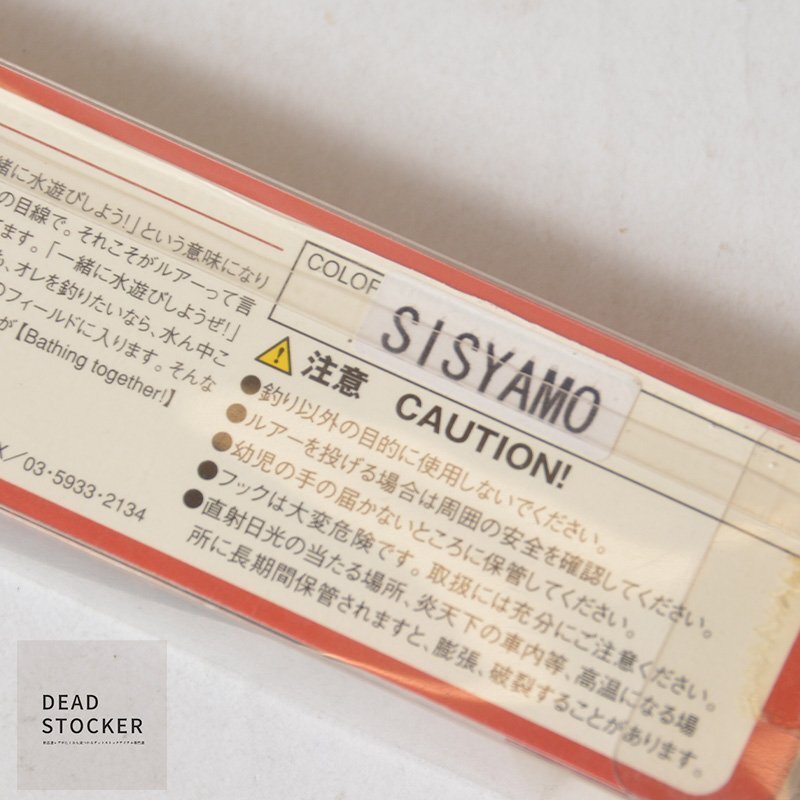 緒に水遊びしよう!」という意味になり
の目線で。それこそがルアーって言
ます。「一緒に水遊びしようぜ!」
、オレを釣りたいなら、水ん中こ
のフィールドに入ります。そんな
が【Bathing together!】
／03・5933・2134
COLOR
SISYAMO
注意 CAUTION!
●釣り以外の目的に使用しないでください。
●ルアーを投げる場合は周囲の安全を確認してください。
●幼児の手の届かないところに保管してください。
●フックは大変危険です。取扱には充分にご注意ください。
●直射日光の当たる場所、炎天下の車内等、高温になる場
所に長期間保管されますと、膨張、破裂することがあります。
DEAD
STOCKER